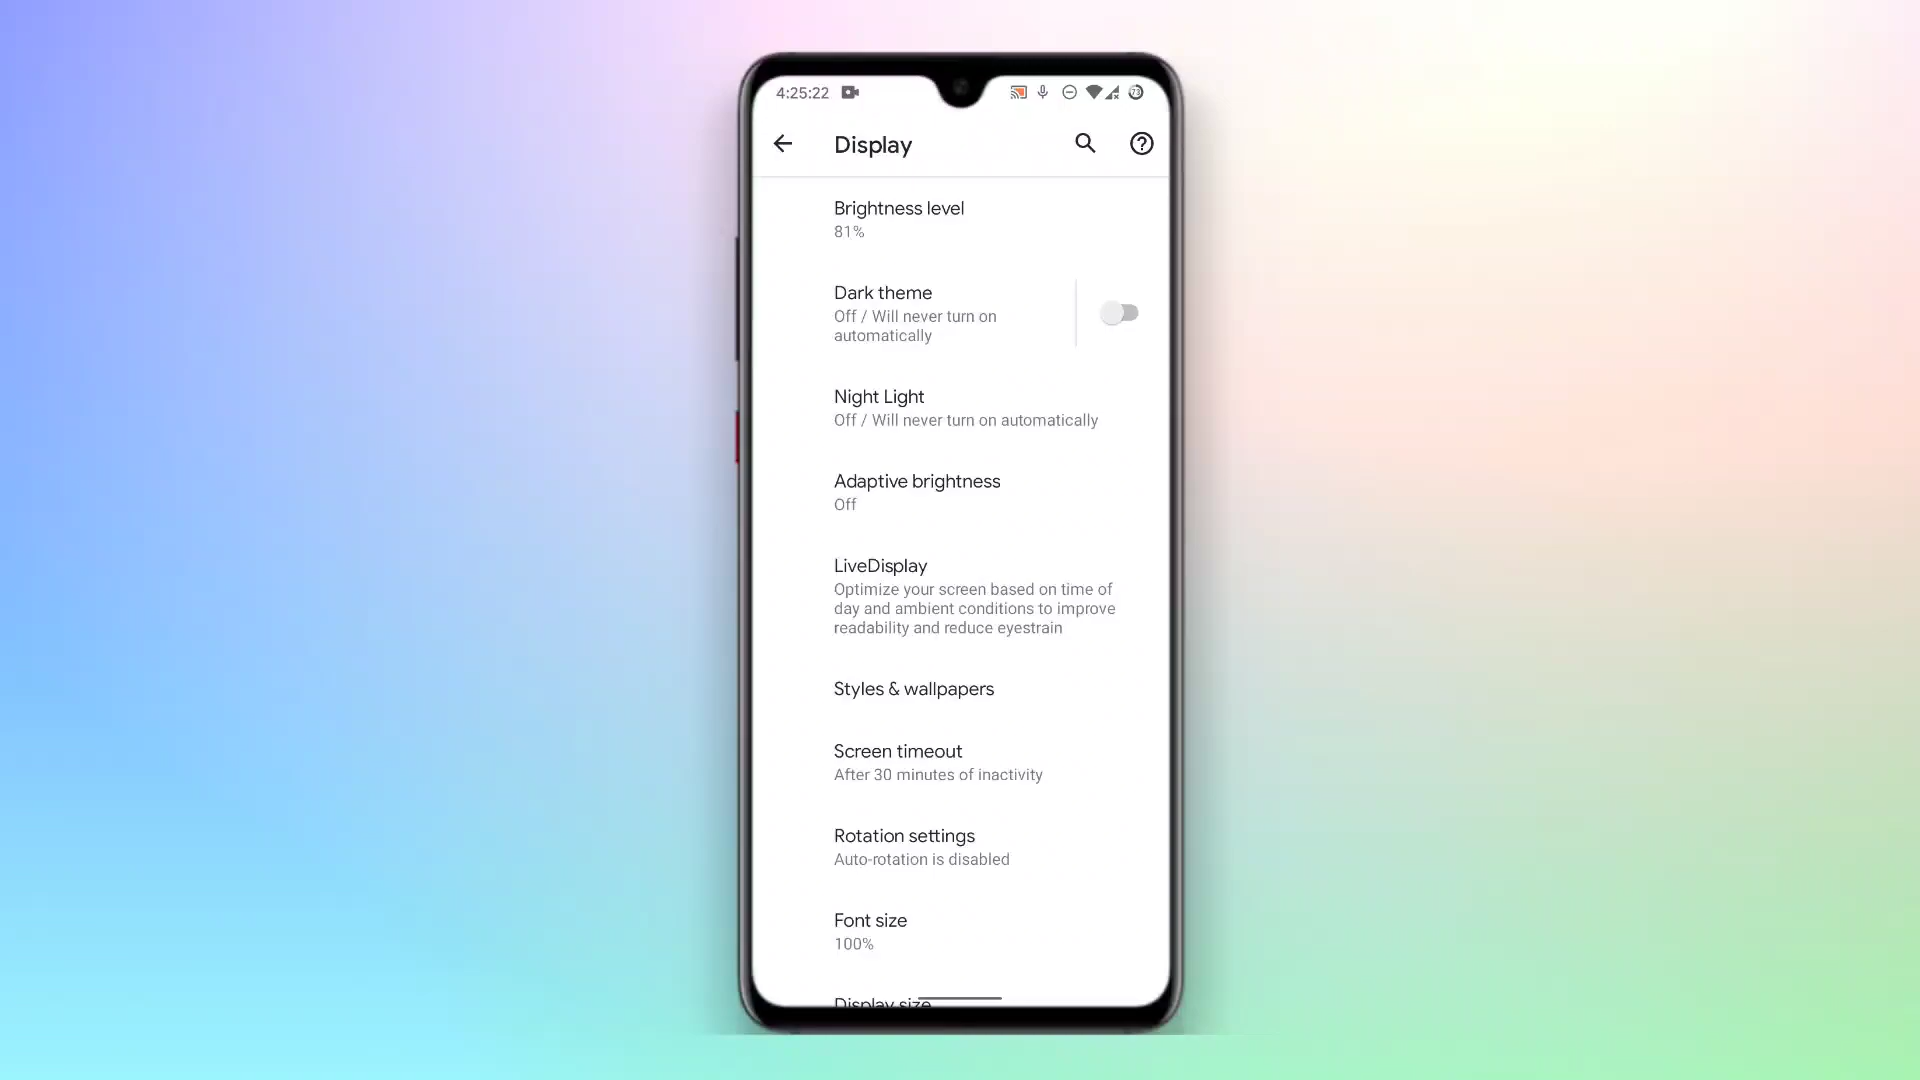 4:25:22
73
Display
Brightness level
81%
Dark theme
Off / Will never turn on
automatically
Night Light
Off / Will never turn on automatically
Adaptive brightness
Off
LiveDisplay
Optimize your screen based on time of
day and ambient conditions to improve
readability and reduce eyestrain
Styles & wallpapers
Screen timeout
After 30 minutes of inactivity
Rotation settings
Auto-rotation is disabled
Font size
100%
Display size